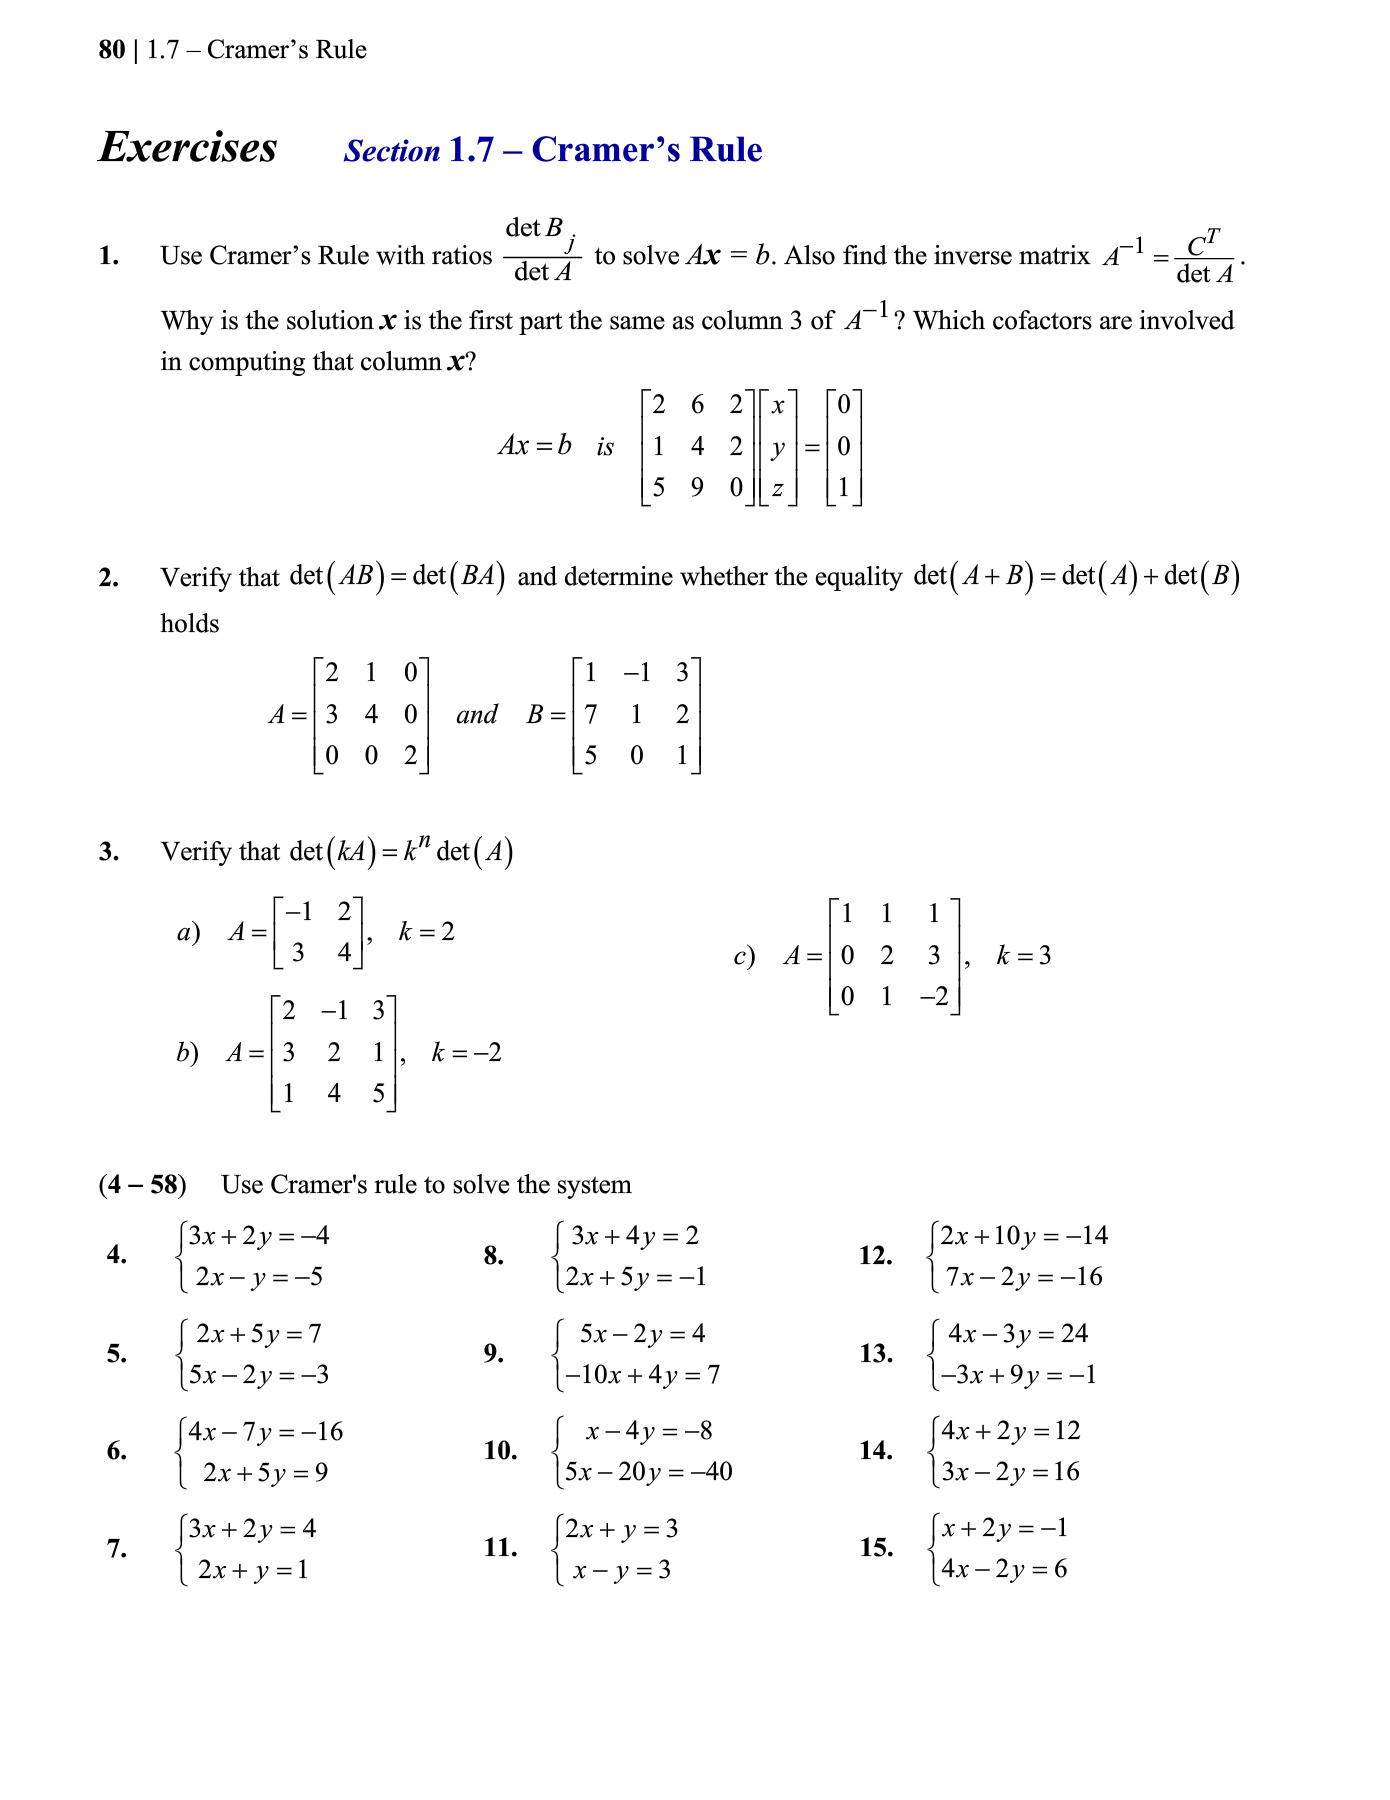 80 | 1.7 – Cramer's Rule
Exercises Section 1.7 – Cramer's Rule
1. Use Cramer's Rule with ratios \frac{\det B_j}{\det A} to solve Ax = b. Also find the inverse matrix A^{-1} = \frac{C^T}{\det A}.
Why is the solution x is the first part the same as column 3 of A^{-1}? Which cofactors are involved
in computing that column x?
Ax = b is \begin{bmatrix} 2 & 6 & 2 \\ 1 & 4 & 2 \\ 5 & 9 & 0 \end{bmatrix} \begin{bmatrix} x \\ y \\ z \end{bmatrix} = \begin{bmatrix} 0 \\ 0 \\ 1 \end{bmatrix}
2. Verify that det(AB) = det(BA) and determine whether the equality det(A + B) = det(A) + det(B)
holds
A = \begin{bmatrix} 2 & 1 & 0 \\ 3 & 4 & 0 \\ 0 & 0 & 2 \end{bmatrix} and B = \begin{bmatrix} 1 & -1 & 3 \\ 7 & 1 & 2 \\ 5 & 0 & 1 \end{bmatrix}
3. Verify that det(kA) = k^n det(A)
a) A = \begin{bmatrix} -1 & 2 \\ 3 & 4 \end{bmatrix}, k = 2
b) A = \begin{bmatrix} 2 & -1 & 3 \\ 3 & 2 & 1 \\ 1 & 4 & 5 \end{bmatrix}, k = –2
c) A = \begin{bmatrix} 1 & 1 & 1 \\ 0 & 2 & 3 \\ 0 & 1 & -2 \end{bmatrix}, k = 3
(4 – 58) Use Cramer's rule to solve the system
4. \begin{cases} 3x + 2y = -4 \\ 2x - y = -5 \end{cases}
5. \begin{cases} 2x + 5y = 7 \\ 5x - 2y = -3 \end{cases}
6. \begin{cases} 4x - 7y = -16 \\ 2x + 5y = 9 \end{cases}
7. \begin{cases} 3x + 2y = 4 \\ 2x + y = 1 \end{cases}
8. \begin{cases} 3x + 4y = 2 \\ 2x + 5y = -1 \end{cases}
9. \begin{cases} 5x - 2y = 4 \\ -10x + 4y = 7 \end{cases}
10. \begin{cases} x - 4y = -8 \\ 5x - 20y = -40 \end{cases}
11. \begin{cases} 2x + y = 3 \\ x - y = 3 \end{cases}
12. \begin{cases} 2x + 10y = -14 \\ 7x - 2y = -16 \end{cases}
13. \begin{cases} 4x - 3y = 24 \\ -3x + 9y = -1 \end{cases}
14. \begin{cases} 4x + 2y = 12 \\ 3x - 2y = 16 \end{cases}
15. \begin{cases} x + 2y = -1 \\ 4x - 2y = 6 \end{cases}